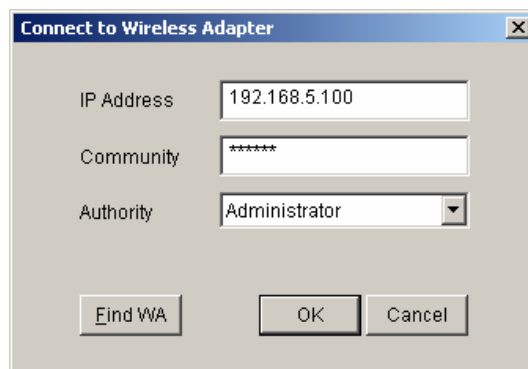 Connect to Wireless Adapter
IP Address 192.168.5.100
Community ******
Authority Administrator
Find WA OK Cancel